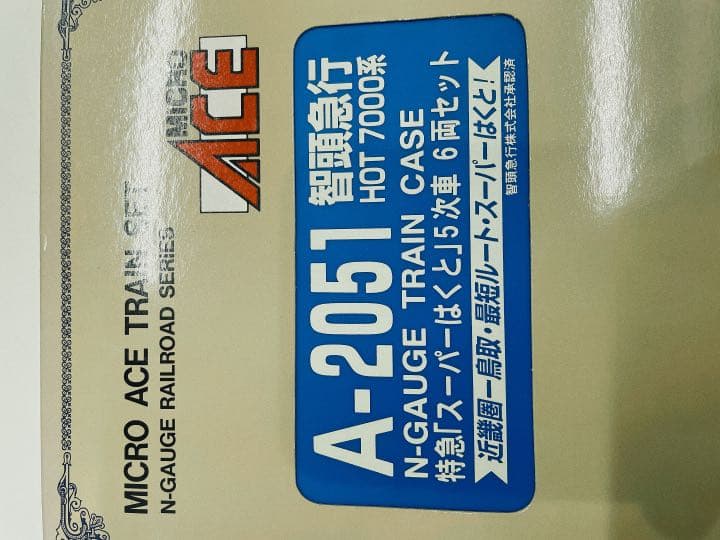 MICRO ACE TRAIN SET
N-GAUGE RAILROAD SERIES
MICRO
ACE
A-2051 智頭急行
HOT 7000系
N-GAUGE TRAIN CASE
特急「スーパーはくと」5次車 6両セット
近畿圏ー鳥取・最短ルート・スーパーはくと!
智頭急行株式会社承認済